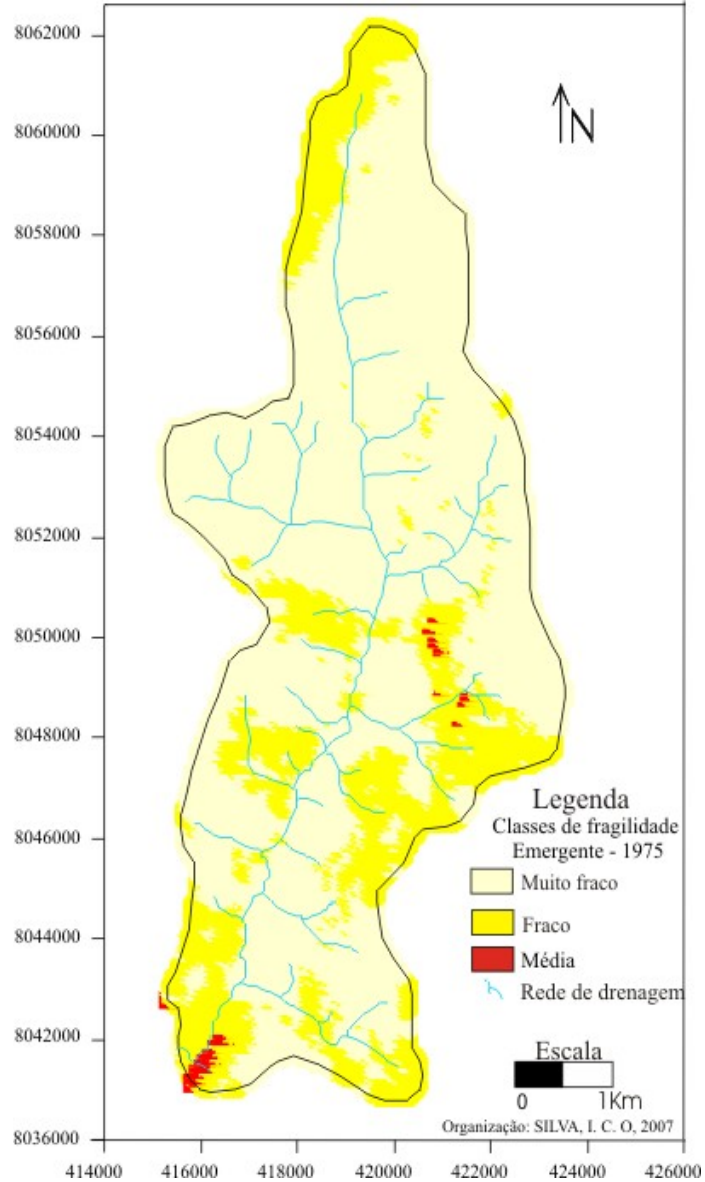 8062000
8060000
8058000
8056000
8054000
8052000
8050000
8048000
8046000
8044000
8042000
8036000
N
Legenda
Classes de fragilidade
Emergente - 1975
Muito fraco
Fraco
Média
Rede de drenagem
Escala
0 1Km
Organização: SILVA, I. C. O, 2007
414000 416000 418000 420000 422000 424000 426000